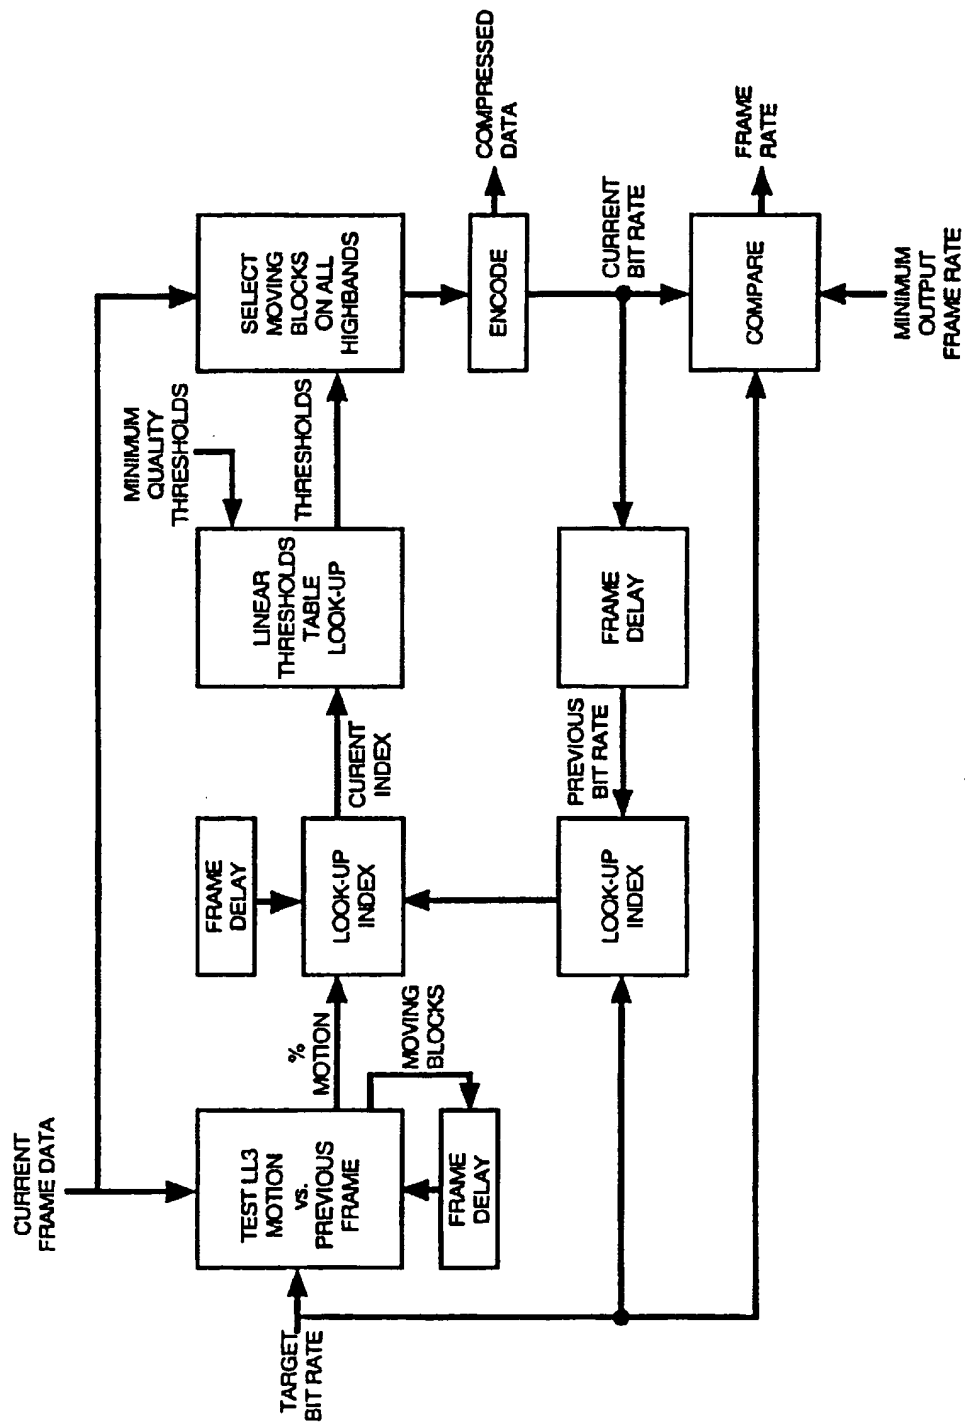 CURRENT
FRAME DATA
TARGET
BIT RATE
TEST LL3
MOTION
vs.
PREVIOUS
FRAME
%
MOTION
MOVING
BLOCKS
FRAME
DELAY
FRAME
DELAY
LOOK-UP
INDEX
CURENT
INDEX
LINEAR
THRESHOLDS
TABLE
LOOK-UP
MINIMUM
QUALITY
THRESHOLDS
THRESHOLDS
SELECT
MOVING
BLOCKS
ON ALL
HIGHBANDS
ENCODE
COMPRESSED
DATA
CURRENT
BIT RATE
FRAME
DELAY
PREVIOUS
BIT RATE
LOOK-UP
INDEX
COMPARE
FRAME
RATE
MINIMUM
OUTPUT
FRAME RATE